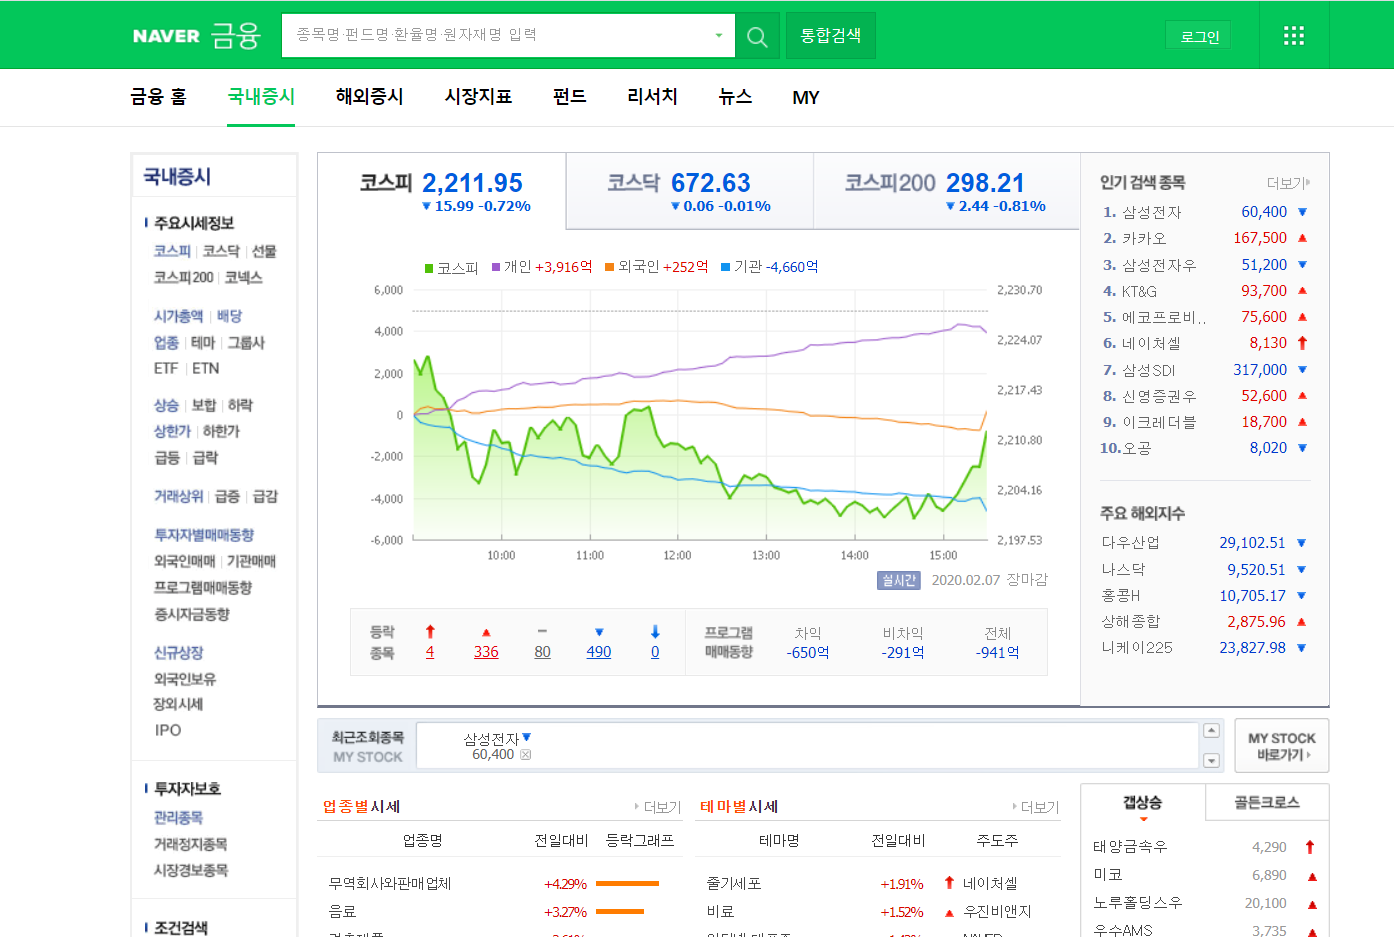 NAVER 금융
종목명·펀드명·환율명·원자재명 입력
통합검색
로그인
금융 홈 국내증시 해외증시 시장지표 펀드 리서치 뉴스 MY
국내증시
주요시세정보
코스피 코스닥 선물
코스피200 코넥스
시가총액 배당
업종 테마 그룹사
ETF ETN
상승 보합 하락
상한가 하한가
급등 급락
거래상위 급증 급감
투자자별매매동향
외국인매매 기관매매
프로그램매매동향
증시자금동향
신규상장
외국인보유
장외시세
IPO
투자자보호
관리종목
거래정지종목
시장경보종목
조건검색
코스피 2,211.95
▼ 15.99 -0.72%
코스닥 672.63
▼ 0.06 -0.01%
코스피200 298.21
▼ 2.44 -0.81%
코스피 개인 +3,916억 외국인 +252억 기관 -4,660억
6,000 2,230.70
4,000 2,224.07
2,000 2,217.43
0 2,210.80
-2,000 2,204.16
-4,000 2,197.53
-6,000
10:00 11:00 12:00 13:00 14:00 15:00
실시간 2020.02.07 장마감
등락
종목
4 336 80 490 0
프로그램
매매동향
차익 비차익 전체
-650억 -291억 -941억
인기 검색 종목 더보기
1. 삼성전자 60,400 ▼
2. 카카오 167,500 ▲
3. 삼성전자우 51,200 ▼
4. KT&G 93,700 ▲
5. 에코프로비.. 75,600 ▲
6. 네이처셀 8,130 ↑
7. 삼성SDI 317,000 ▼
8. 신영증권우 52,600 ▲
9. 이크레더블 18,700 ▲
10. 오공 8,020 ▼
주요 해외지수
다우산업 29,102.51 ▼
나스닥 9,520.51 ▼
홍콩H 10,705.17 ▼
상해종합 2,875.96 ▲
니케이225 23,827.98 ▼
최근조회종목
MY STOCK
삼성전자▼
60,400
MY STOCK
바로가기
업종별시세 더보기
업종명 전일대비 등락그래프
무역회사와판매업체 +4.29%
음료 +3.27%
테마별시세 더보기
테마명 전일대비 주도주
줄기세포 +1.91% ↑ 네이처셀
비료 +1.52% ▲ 우진비앤지
갭상승 골든크로스
태양금속우 4,290 ↑
미코 6,890 ▲
노루홀딩스우 20,100 ▲
우수AMS 3,735 ▲